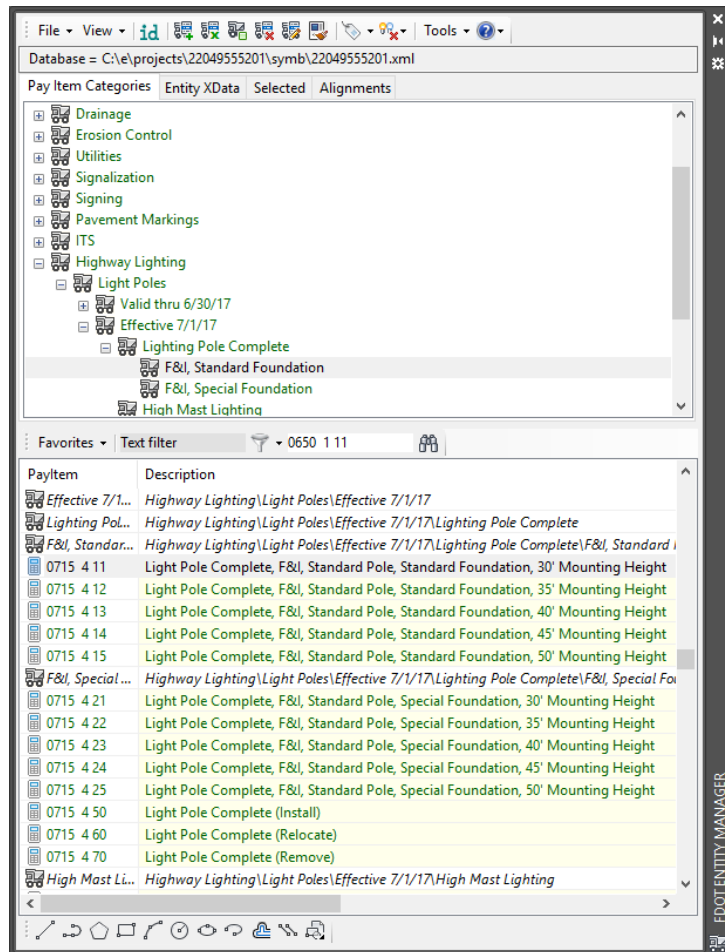 File View id Tools
Database = C:\e\projects\22049555201\symb\22049555201.xml
Pay Item Categories Entity XData Selected Alignments
Drainage
Erosion Control
Utilities
Signalization
Signing
Pavement Markings
ITS
Highway Lighting
Light Poles
Valid thru 6/30/17
Effective 7/1/17
Lighting Pole Complete
F&I, Standard Foundation
F&I, Special Foundation
High Mast Lighting
Favorites Text filter 0650 1 11
PayItem Description
Effective 7/1... Highway Lighting\Light Poles\Effective 7/1/17
Lighting Pol... Highway Lighting\Light Poles\Effective 7/1/17\Lighting Pole Complete
F&I, Standar... Highway Lighting\Light Poles\Effective 7/1/17\Lighting Pole Complete\F&I, Standard
0715 4 11 Light Pole Complete, F&I, Standard Pole, Standard Foundation, 30' Mounting Height
0715 4 12 Light Pole Complete, F&I, Standard Pole, Standard Foundation, 35' Mounting Height
0715 4 13 Light Pole Complete, F&I, Standard Pole, Standard Foundation, 40' Mounting Height
0715 4 14 Light Pole Complete, F&I, Standard Pole, Standard Foundation, 45' Mounting Height
0715 4 15 Light Pole Complete, F&I, Standard Pole, Standard Foundation, 50' Mounting Height
F&I, Special ... Highway Lighting\Light Poles\Effective 7/1/17\Lighting Pole Complete\F&I, Special Fou
0715 4 21 Light Pole Complete, F&I, Standard Pole, Special Foundation, 30' Mounting Height
0715 4 22 Light Pole Complete, F&I, Standard Pole, Special Foundation, 35' Mounting Height
0715 4 23 Light Pole Complete, F&I, Standard Pole, Special Foundation, 40' Mounting Height
0715 4 24 Light Pole Complete, F&I, Standard Pole, Special Foundation, 45' Mounting Height
0715 4 25 Light Pole Complete, F&I, Standard Pole, Special Foundation, 50' Mounting Height
0715 4 50 Light Pole Complete (Install)
0715 4 60 Light Pole Complete (Relocate)
0715 4 70 Light Pole Complete (Remove)
High Mast Li... Highway Lighting\Light Poles\Effective 7/1/17\High Mast Lighting
FDOT ENTITY MANAGER